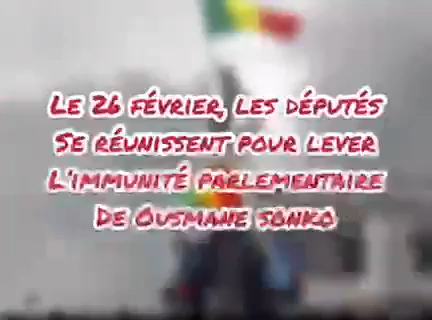 Le 26 février, les députés
Se réunissent pour lever
L'immunité parlementaire
De Ousmane sonko